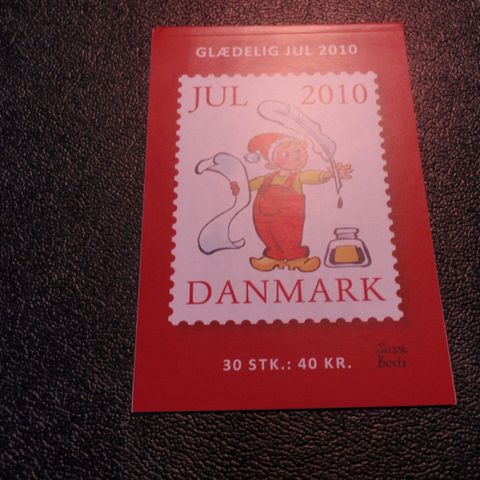 GLÆDELIG JUL 2010
JUL 2010
DANMARK
30 STK.: 40 KR.
Sussi
Bech